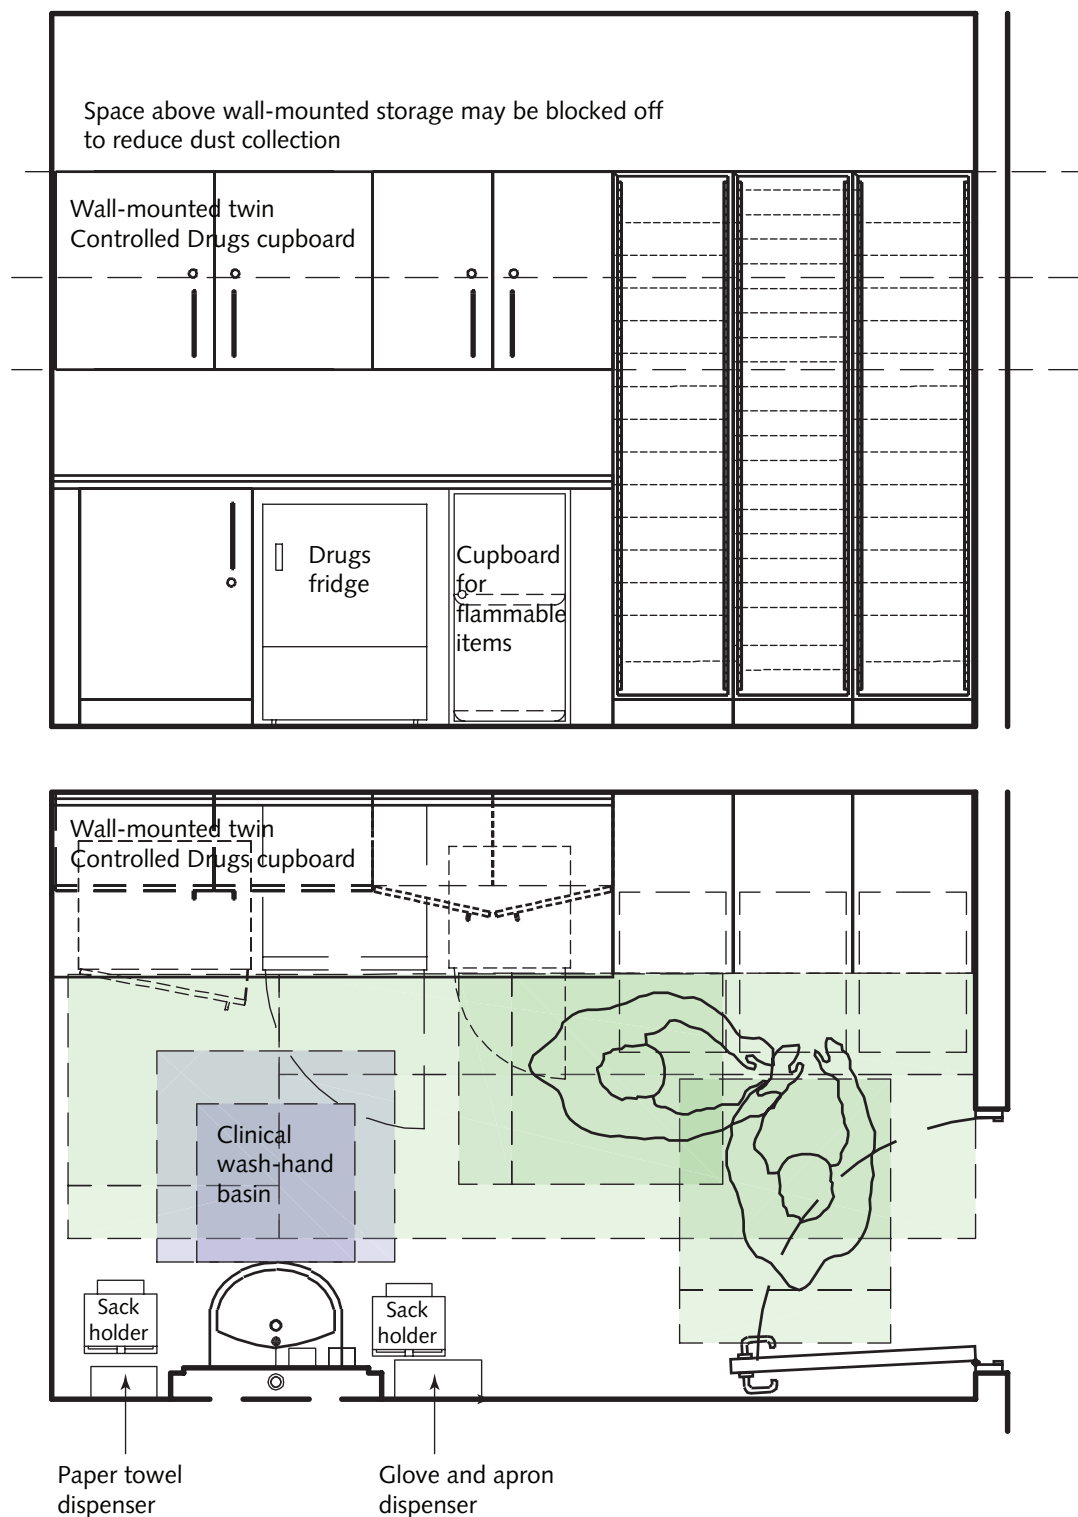 Space above wall-mounted storage may be blocked off
to reduce dust collection
Wall-mounted twin
Controlled Drugs cupboard
Drugs
fridge
Cupboard
for
flammable
items
Wall-mounted twin
Controlled Drugs cupboard
Clinical
wash-hand
basin
Sack
holder
Sack
holder
Paper towel
dispenser
Glove and apron
dispenser